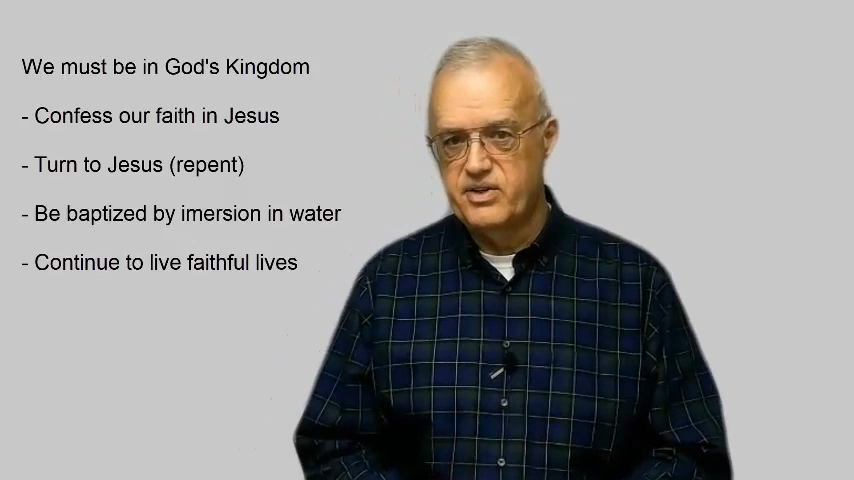 We must be in God's Kingdom
- Confess our faith in Jesus
- Turn to Jesus (repent)
- Be baptized by imersion in water
- Continue to live faithful lives